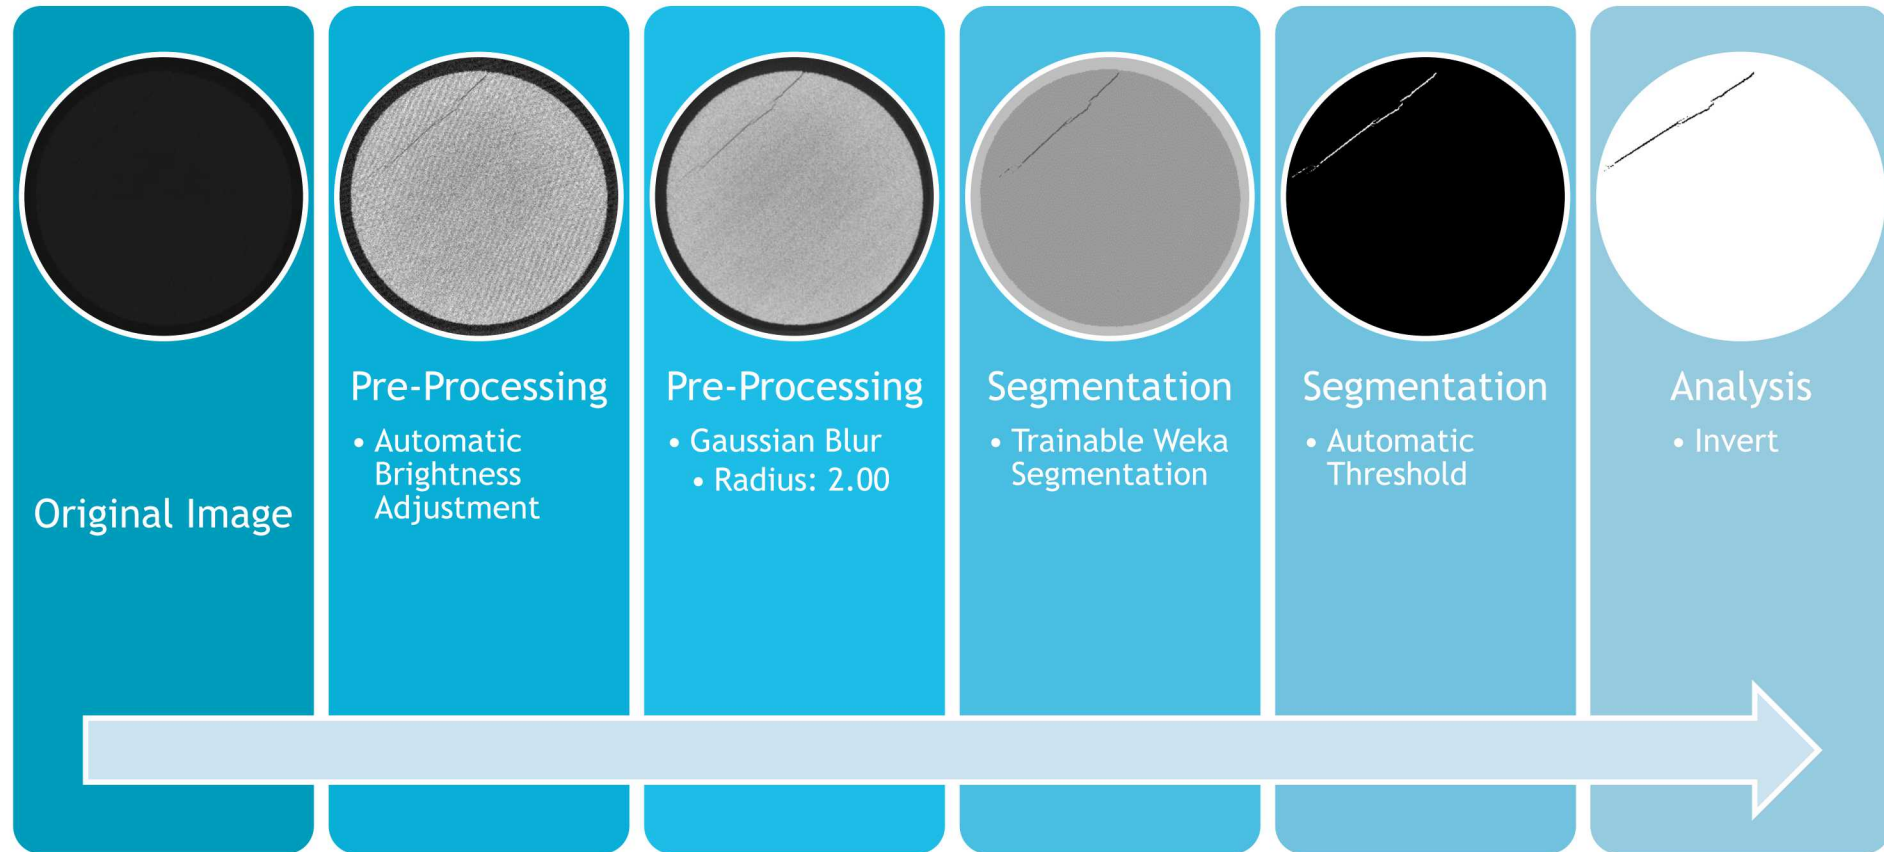 Original Image
Pre-Processing
• Automatic
Brightness
Adjustment
Pre-Processing
• Gaussian Blur
• Radius: 2.00
Segmentation
• Trainable Weka
Segmentation
Segmentation
• Automatic
Threshold
Analysis
• Invert